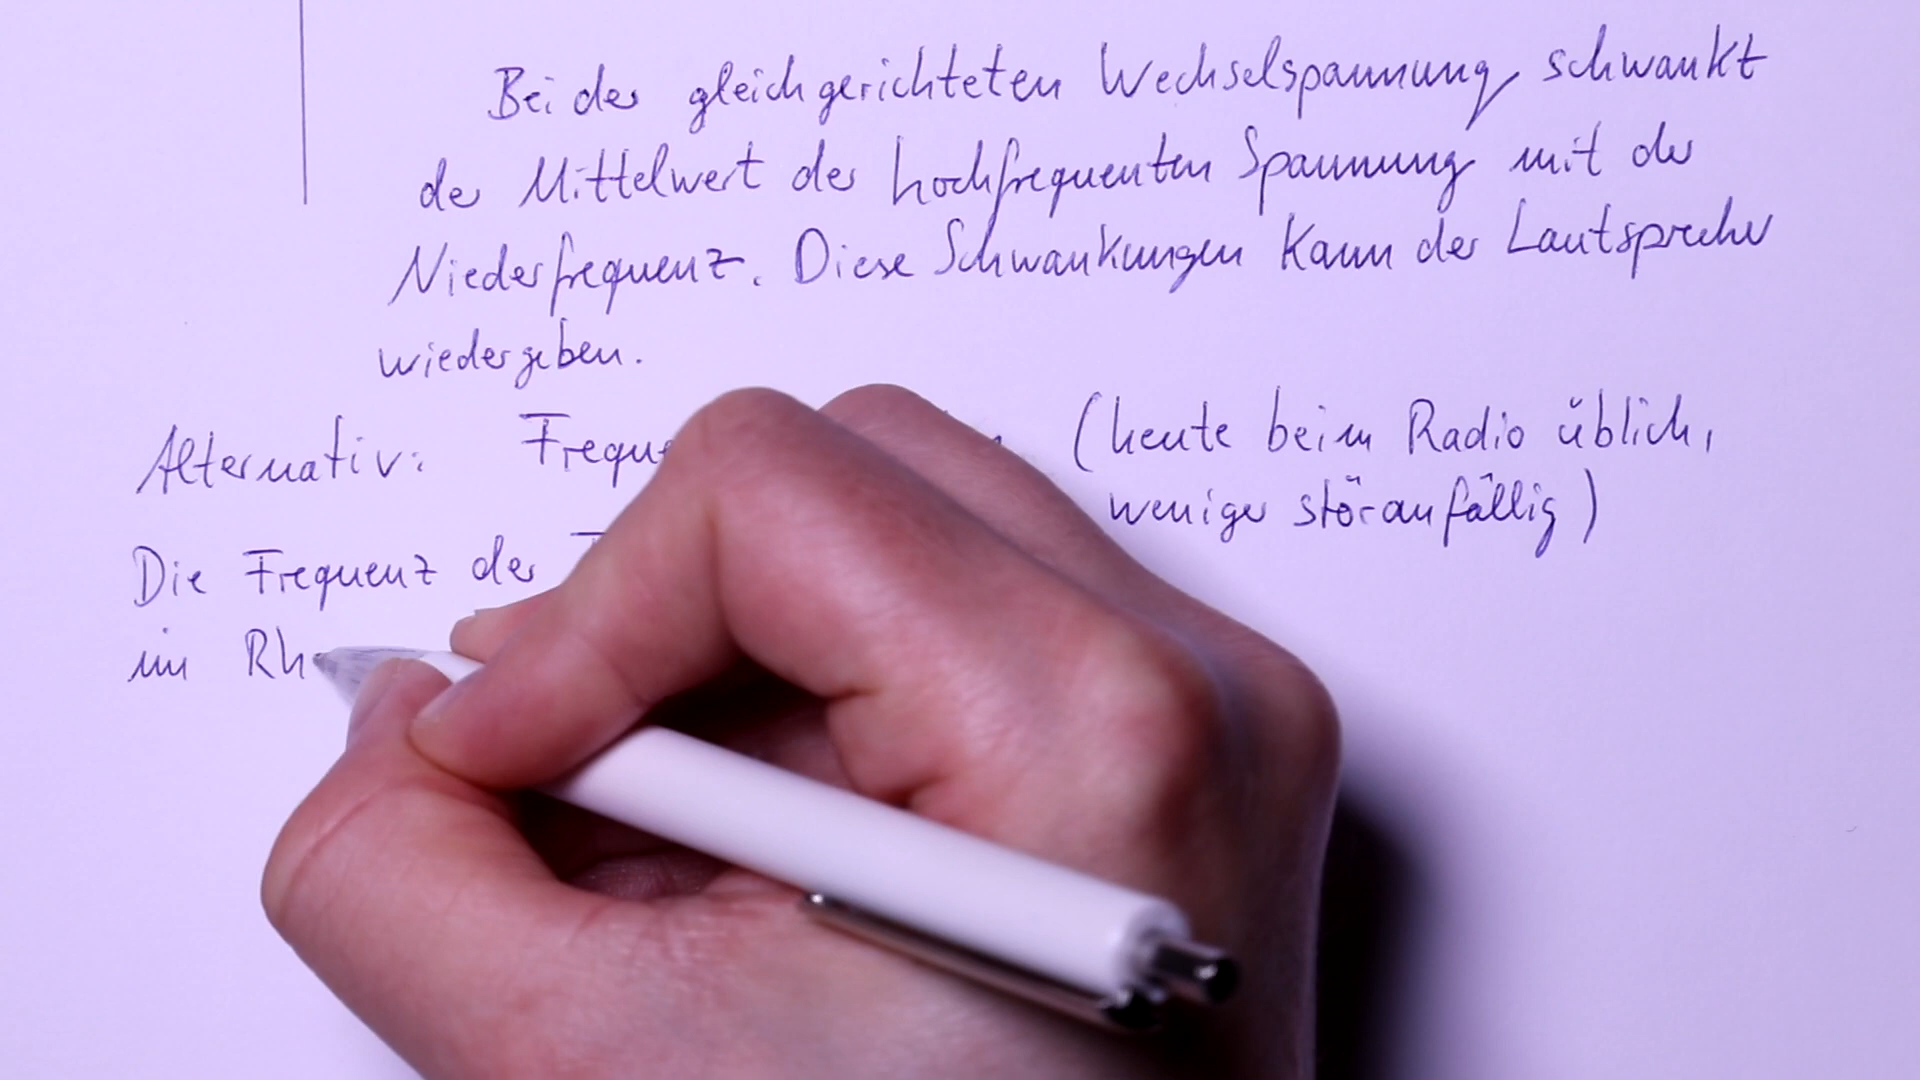 Bei der gleichgerichteten Wechselspannung schwankt
der Mittelwert der hochfrequenten Spannung mit der
Niederfrequenz. Diese Schwankungen kann der Lautsprecher
wiedergeben.
Alternativ: (heute beim Radio üblich,
weniger störanfällig)
Die Frequenz der
im Rh